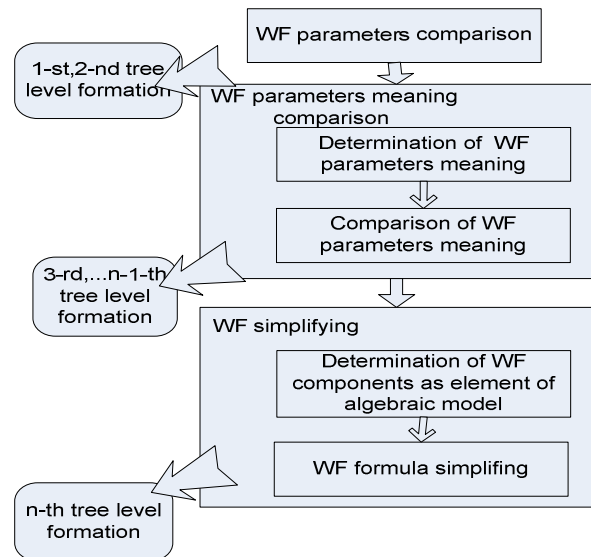 WF parameters comparison
1-st,2-nd tree
level formation
WF parameters meaning
comparison
Determination of WF
parameters meaning
Comparison of WF
parameters meaning
3-rd,...n-1-th
tree level
formation
WF simplifying
Determination of WF
components as element of
algebraic model
WF formula simplifing
n-th tree level
formation